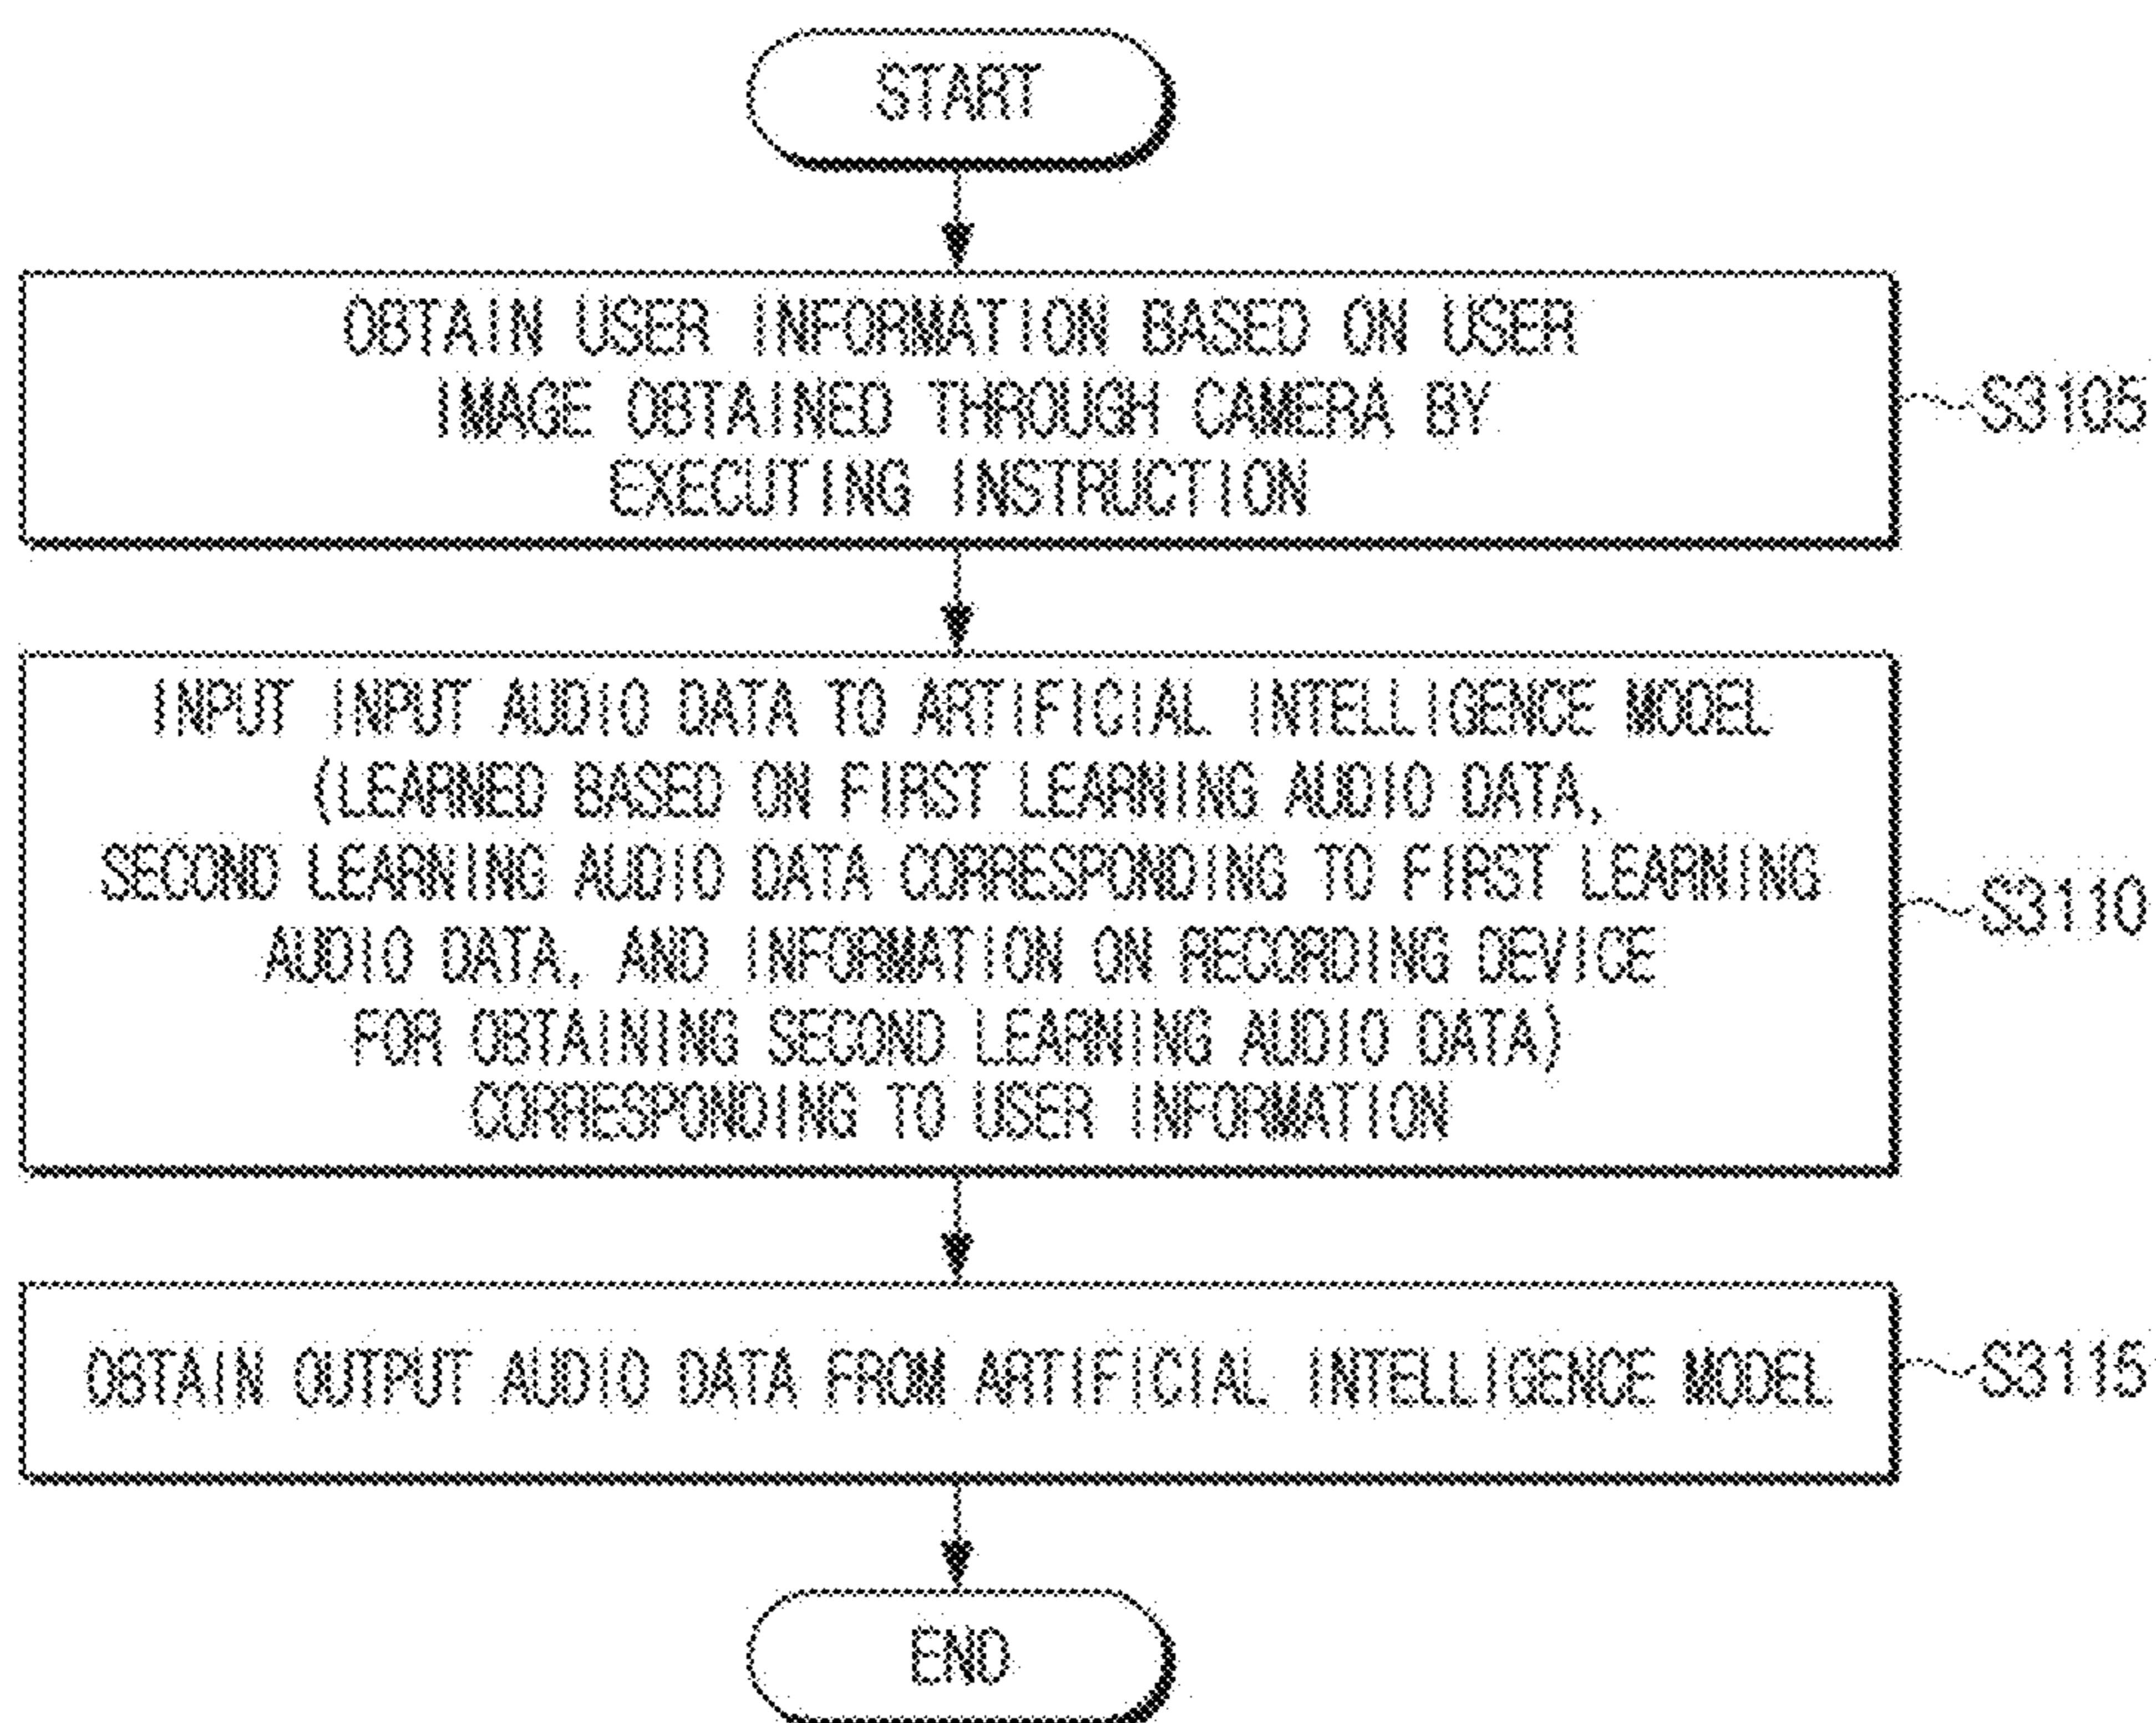 START
OBTAIN USER INFORMATION BASED ON USER
IMAGE OBTAINED THROUGH CAMERA BY
EXECUTING INSTRUCTION
S3105
INPUT INPUT AUDIO DATA TO ARTIFICIAL INTELLIGENCE MODEL
(LEARNED BASED ON FIRST LEARNING AUDIO DATA,
SECOND LEARNING AUDIO DATA CORRESPONDING TO FIRST LEARNING
AUDIO DATA, AND INFORMATION ON RECORDING DEVICE
FOR OBTAINING SECOND LEARNING AUDIO DATA)
CORRESPONDING TO USER INFORMATION
S3110
OBTAIN OUTPUT AUDIO DATA FROM ARTIFICIAL INTELLIGENCE MODEL
S3115
END